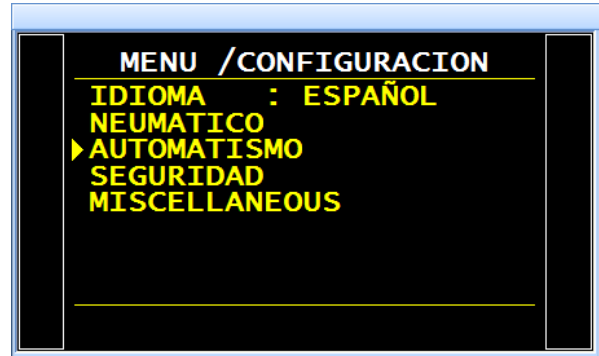 MENU /CONFIGURACION
IDIOMA : ESPAÑOL
NEUMATICO
AUTOMATISMO
SEGURIDAD
MISCELLANEOUS